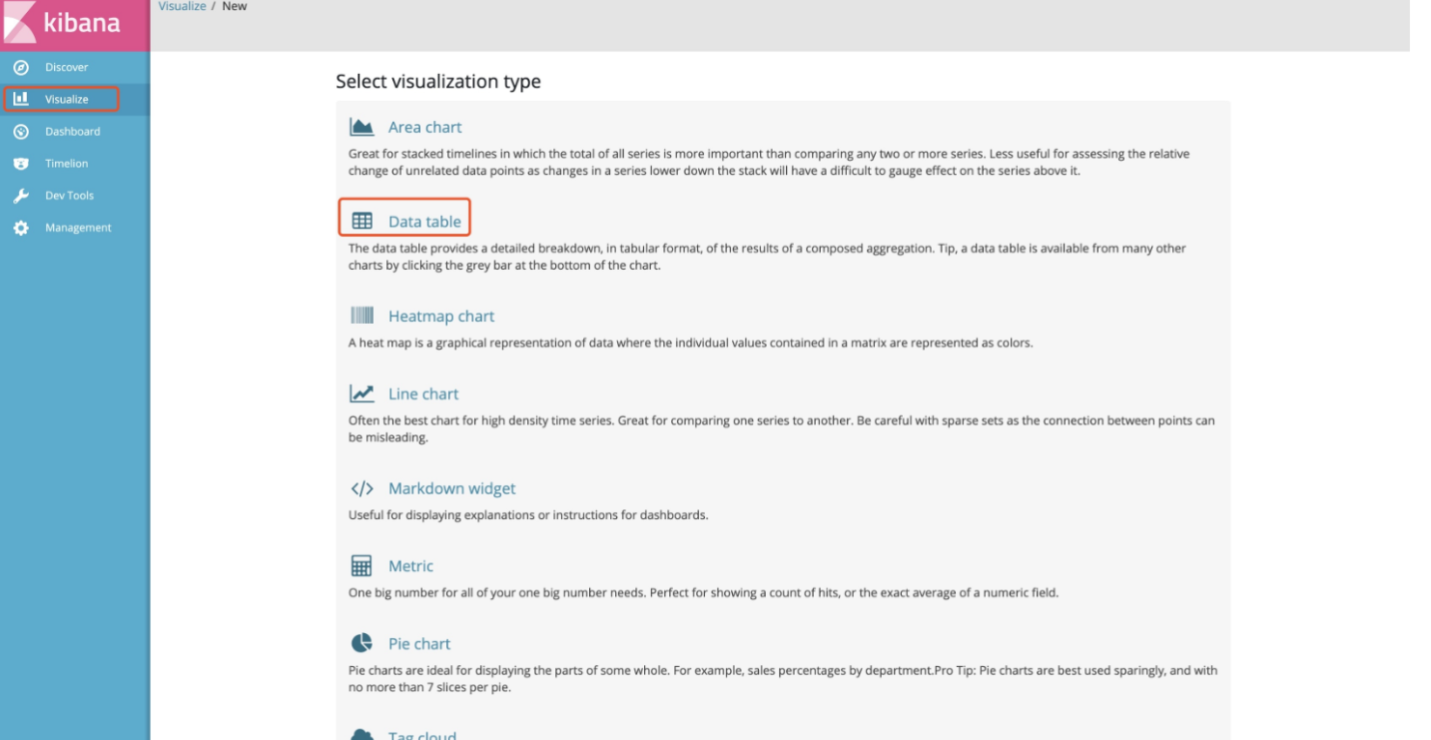 kibana
Visualize / New
Discover
Visualize
Dashboard
Timelion
Dev Tools
Management
Select visualization type
Area chart
Great for stacked timelines in which the total of all series is more important than comparing any two or more series. Less useful for assessing the relative
change of unrelated data points as changes in a series lower down the stack will have a difficult to gauge effect on the series above it.
Data table
The data table provides a detailed breakdown, in tabular format, of the results of a composed aggregation. Tip, a data table is available from many other
charts by clicking the grey bar at the bottom of the chart.
Heatmap chart
A heat map is a graphical representation of data where the individual values contained in a matrix are represented as colors.
Line chart
Often the best chart for high density time series. Great for comparing one series to another. Be careful with sparse sets as the connection between points can
be misleading.
Markdown widget
Useful for displaying explanations or instructions for dashboards.
Metric
One big number for all of your one big number needs. Perfect for showing a count of hits, or the exact average of a numeric field.
Pie chart
Pie charts are ideal for displaying the parts of some whole. For example, sales percentages by department.Pro Tip: Pie charts are best used sparingly, and with
no more than 7 slices per pie.
Tag cloud